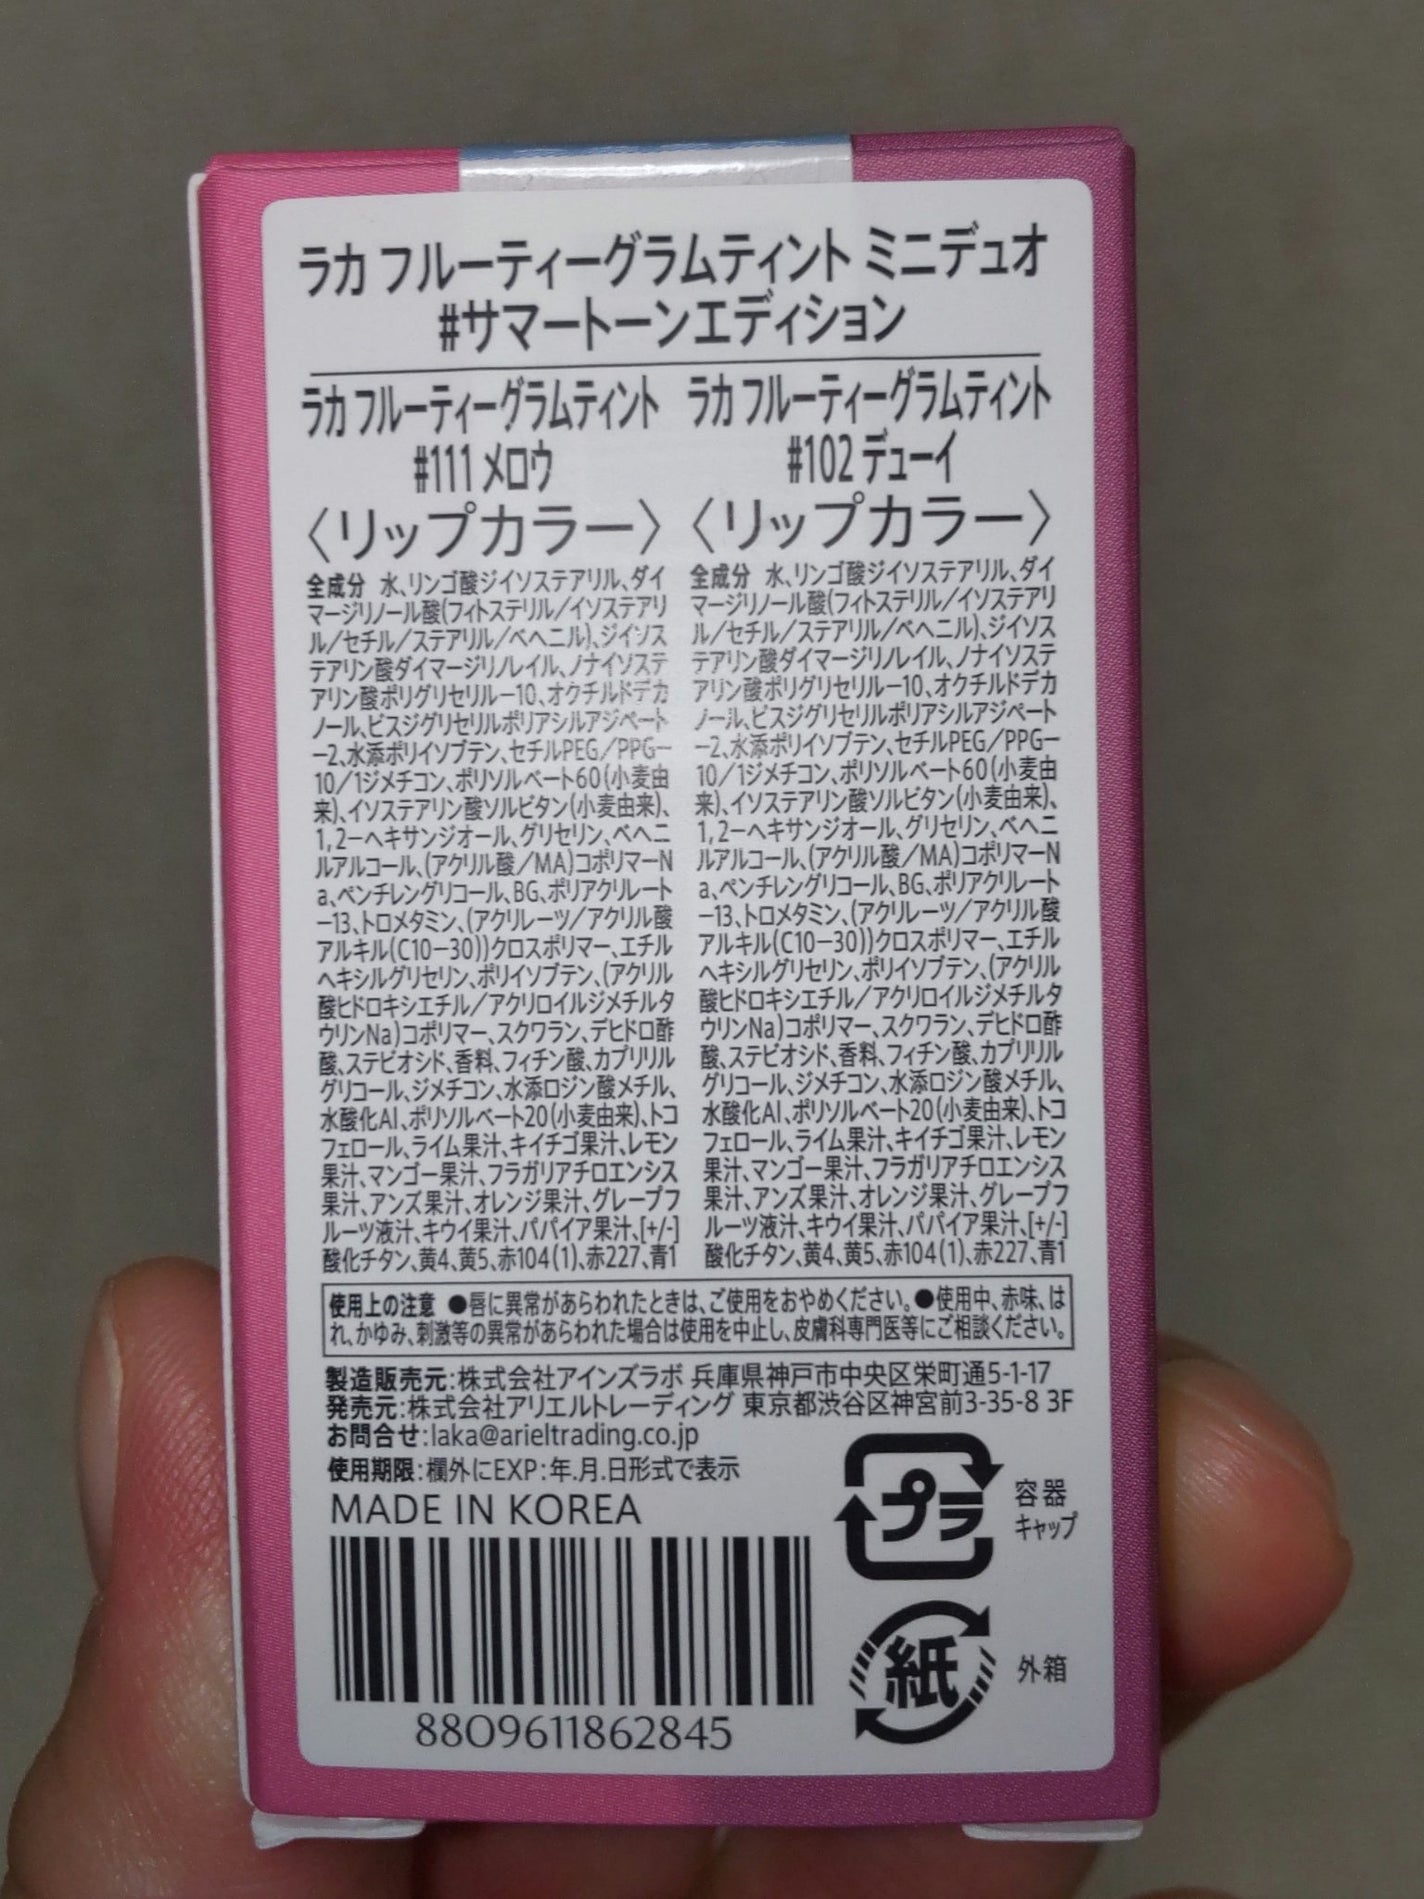 ラカ フルーティーグラムティント ミニデュオ
#サマートーンエディション
ラカ フルーティーグラムティント
#111 メロウ
〈リップカラー〉
全成分 水、リンゴ酸ジイソステアリル、ダイ
マージリノール酸(フィトステリル/イソステアリ
ル/セチル/ステアリル/ベヘニル)、ジイソス
テアリン酸ダイマージリノレイル、ノナイソステ
アリン酸ポリグリセリル−10、オクチルドデカ
ノール、ビスジグリセリルポリアシルアジペート
−2、水添ポリイソブテン、セチルPEG/PPG−
10/1ジメチコン、ポリソルベート60(小麦由
来)、イソステアリン酸ソルビタン(小麦由来)、
1,2−ヘキサンジオール、グリセリン、ベヘニ
ルアルコール、(アクリル酸/MA)コポリマーN
a、ペンチレングリコール、BG、ポリアクリレート
−13、トロメタミン、(アクリレーツ/アクリル酸
アルキル(C10−30))クロスポリマー、エチル
ヘキシルグリセリン、ポリイソブテン、(アクリル
酸ヒドロキシエチル/アクリロイルジメチルタ
ウリンNa)コポリマー、スクワラン、デヒドロ酢
酸、ステビオシド、香料、フィチン酸、カプリリル
グリコール、ジメチコン、水添ロジン酸メチル、
水酸化Al、ポリソルベート20(小麦由来)、トコ
フェロール、ライム果汁、キイチゴ果汁、レモン
果汁、マンゴー果汁、フラガリアチロエンシス
果汁、アンズ果汁、オレンジ果汁、グレープフ
ルーツ液汁、キウイ果汁、パパイア果汁、[+/-]
酸化チタン、黄4、黄5、赤104(1)、赤227、青1
ラカ フルーティーグラムティント
#102 デューイ
〈リップカラー〉
全成分 水、リンゴ酸ジイソステアリル、ダイ
マージリノール酸(フィトステリル/イソステアリ
ル/セチル/ステアリル/ベヘニル)、ジイソス
テアリン酸ダイマージリノレイル、ノナイソステ
アリン酸ポリグリセリル−10、オクチルドデカ
ノール、ビスジグリセリルポリアシルアジペート
−2、水添ポリイソブテン、セチルPEG/PPG−
10/1ジメチコン、ポリソルベート60(小麦由
来)、イソステアリン酸ソルビタン(小麦由来)、
1,2−ヘキサンジオール、グリセリン、ベヘニ
ルアルコール、(アクリル酸/MA)コポリマーN
a、ペンチレングリコール、BG、ポリアクリレート
−13、トロメタミン、(アクリレーツ/アクリル酸
アルキル(C10−30))クロスポリマー、エチル
ヘキシルグリセリン、ポリイソブテン、(アクリル
酸ヒドロキシエチル/アクリロイルジメチルタ
ウリンNa)コポリマー、スクワラン、デヒドロ酢
酸、ステビオシド、香料、フィチン酸、カプリリル
グリコール、ジメチコン、水添ロジン酸メチル、
水酸化Al、ポリソルベート20(小麦由来)、トコ
フェロール、ライム果汁、キイチゴ果汁、レモン
果汁、マンゴー果汁、フラガリアチロエンシス
果汁、アンズ果汁、オレンジ果汁、グレープフ
ルーツ液汁、キウイ果汁、パパイア果汁、[+/-]
酸化チタン、黄4、黄5、赤104(1)、赤227、青1
使用上の注意 ●唇に異常があらわれたときは、ご使用をおやめください。●使用中、赤味、は
れ、かゆみ、刺激等の異常があらわれた場合は使用を中止し、皮膚科専門医等にご相談ください。
製造販売元:株式会社アインズラボ 兵庫県神戸市中央区栄町通5-1-17
発売元:株式会社アリエルトレーディング 東京都渋谷区神宮前3-35-8 3F
お問合せ:laka@arieltrading.co.jp
使用期限:欄外にEXP:年.月.日形式で表示
MADE IN KOREA
8809611862845
プラ
容器
キャップ
紙
外箱